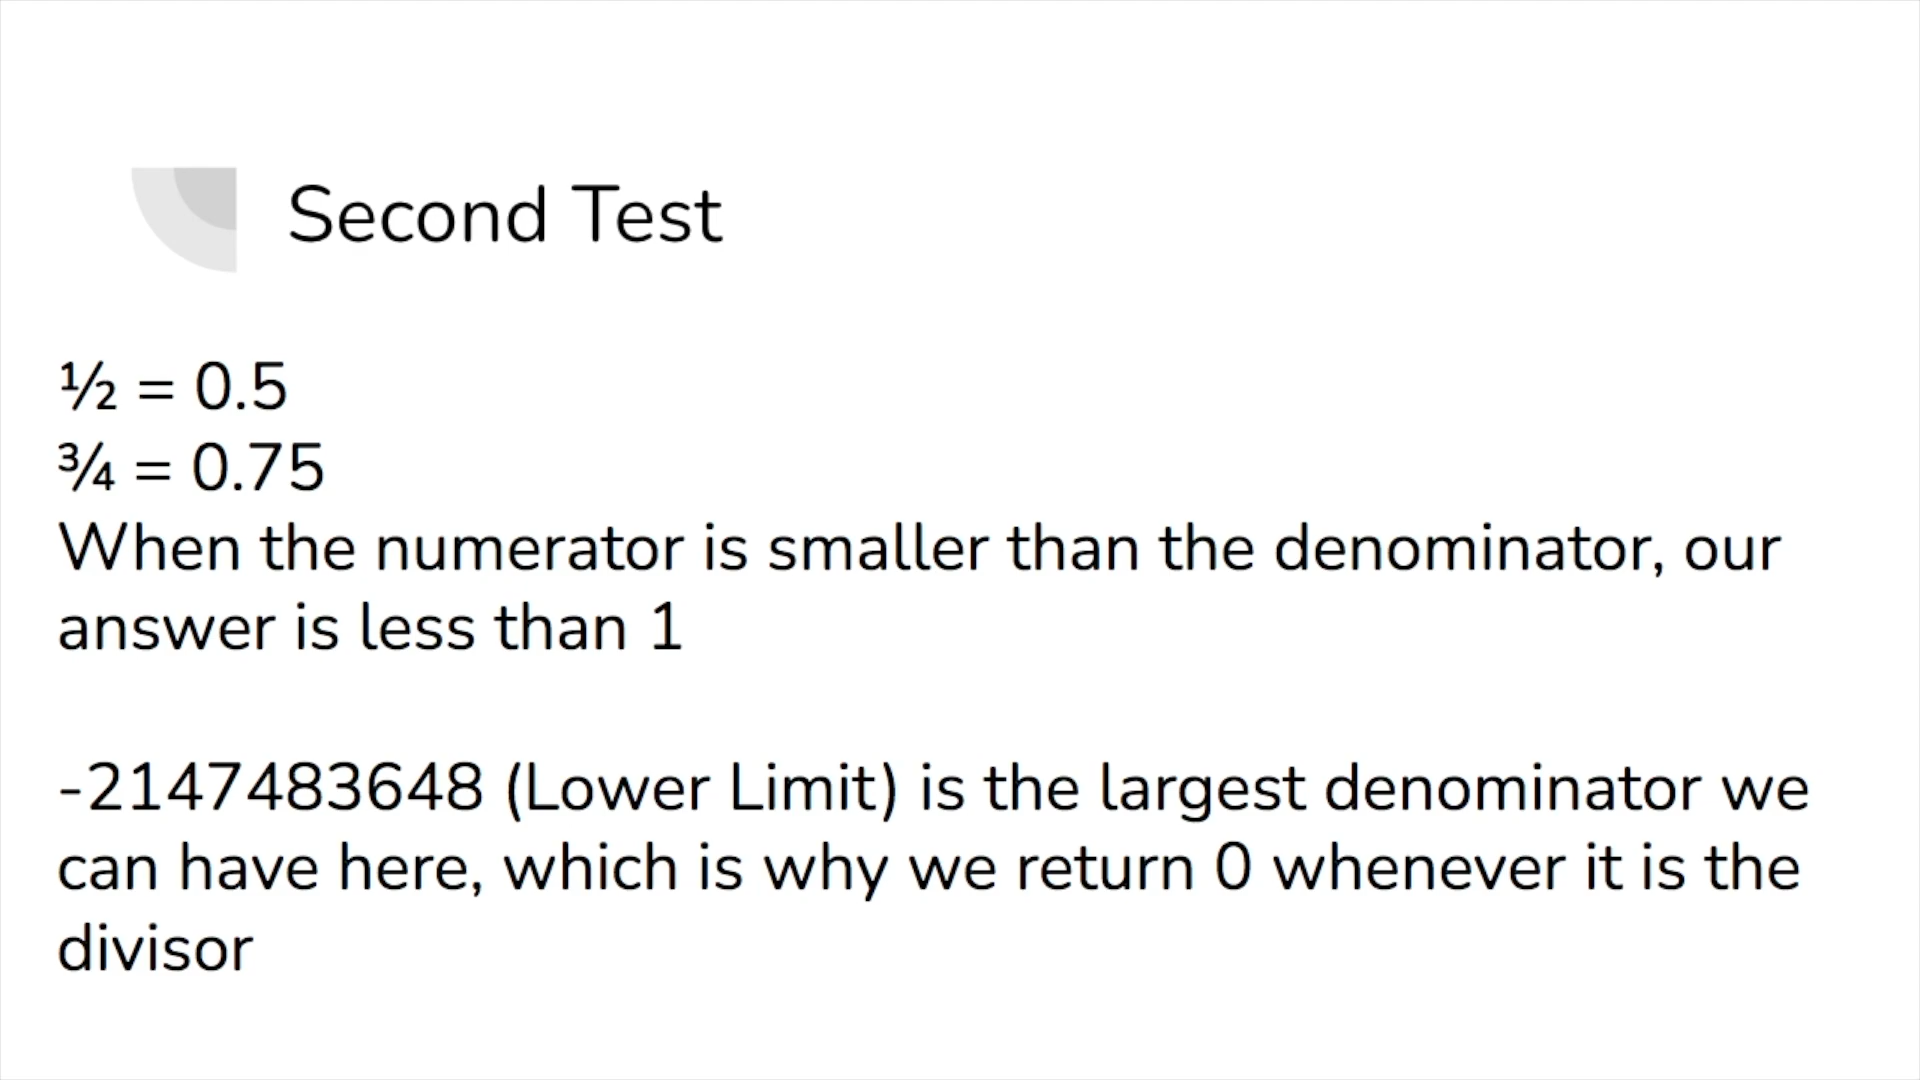 Second Test
½ = 0.5
¾ = 0.75
When the numerator is smaller than the denominator, our
answer is less than 1
-2147483648 (Lower Limit) is the largest denominator we
can have here, which is why we return 0 whenever it is the
divisor